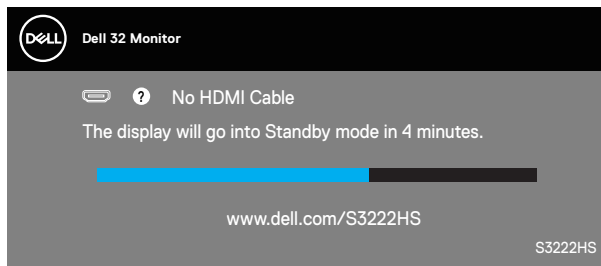 DELL
Dell 32 Monitor
? No HDMI Cable
The display will go into Standby mode in 4 minutes.
www.dell.com/S3222HS
S3222HS